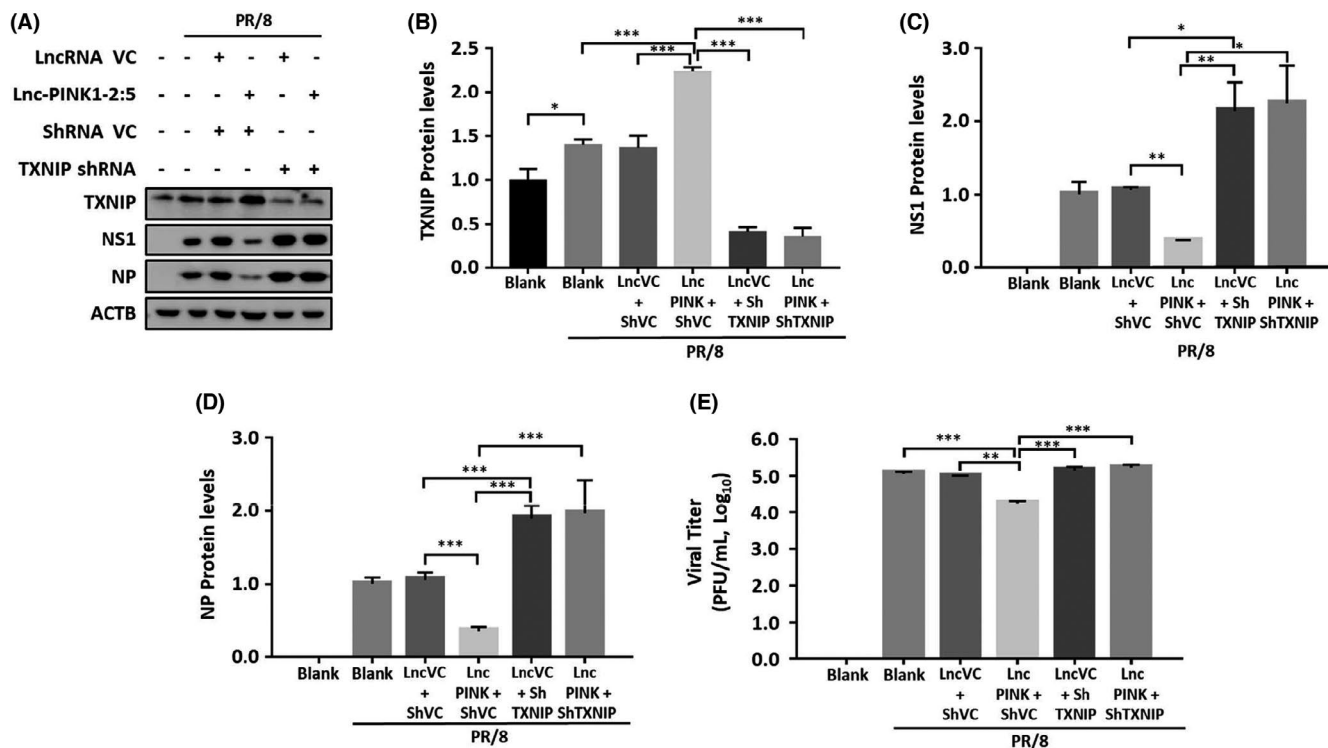 (A)
PR/8
LncRNA VC - - + - + -
Lnc-PINK1-2:5 - - - + - +
ShRNA VC - - + + - -
TXNIP shRNA - - - - + +
TXNIP
NS1
NP
ACTB
(B)
TXNIP Protein levels
2.5
2.0
1.5
1.0
0.5
0.0
*
***
***
***
***
Blank
Blank
LncVC
+
ShVC
Lnc
PINK +
ShVC
LncVC
+ Sh
TXNIP
Lnc
PINK +
ShTXNIP
PR/8
(C)
NS1 Protein levels
3.0
2.0
1.0
0.0
*
*
**
**
Blank
Blank
LncVC
+
ShVC
Lnc
PINK +
ShVC
LncVC
+ Sh
TXNIP
Lnc
PINK +
ShTXNIP
PR/8
(D)
NP Protein levels
3.0
2.0
1.0
0.0
***
***
***
***
Blank
Blank
LncVC
+
ShVC
Lnc
PINK +
ShVC
LncVC
+ Sh
TXNIP
Lnc
PINK +
ShTXNIP
PR/8
(E)
Viral Titer
(PFU/mL, Log10)
6.0
5.0
4.0
3.0
2.0
1.0
0.0
***
**
***
***
Blank
Blank
LncVC
+
ShVC
Lnc
PINK +
ShVC
LncVC
+ Sh
TXNIP
Lnc
PINK +
ShTXNIP
PR/8